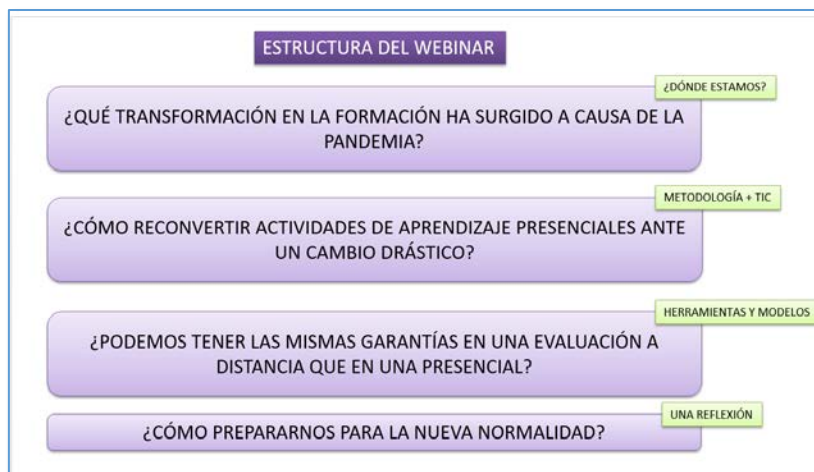 ESTRUCTURA DEL WEBINAR
¿DÓNDE ESTAMOS?
¿QUÉ TRANSFORMACIÓN EN LA FORMACIÓN HA SURGIDO A CAUSA DE LA
PANDEMIA?
METODOLOGÍA + TIC
¿CÓMO RECONVERTIR ACTIVIDADES DE APRENDIZAJE PRESENCIALES ANTE
UN CAMBIO DRÁSTICO?
HERRAMIENTAS Y MODELOS
¿PODEMOS TENER LAS MISMAS GARANTÍAS EN UNA EVALUACIÓN A
DISTANCIA QUE EN UNA PRESENCIAL?
UNA REFLEXIÓN
¿CÓMO PREPARARNOS PARA LA NUEVA NORMALIDAD?